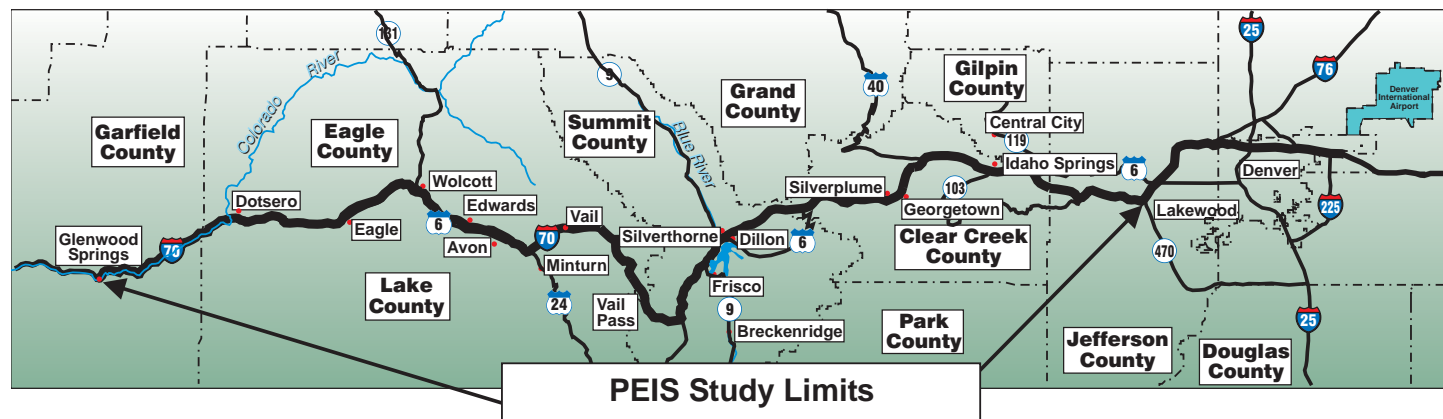 131
River
Colorado
9
Blue River
40
25
76
Denver
International
Airport
Garfield
County
Eagle
County
Summit
County
Grand
County
Gilpin
County
Central City
119
Idaho Springs
6
Denver
Wolcott
Dotsero
Edwards
6
Eagle
Avon
Vail
70
Minturn
Silverthorne
Dillon
6
Silverplume
103
Georgetown
Clear Creek
County
Lakewood
225
470
Glenwood
Springs
70
Lake
County
24
Vail
Pass
Frisco
9
Breckenridge
Park
County
Jefferson
County
Douglas
County
25
PEIS Study Limits